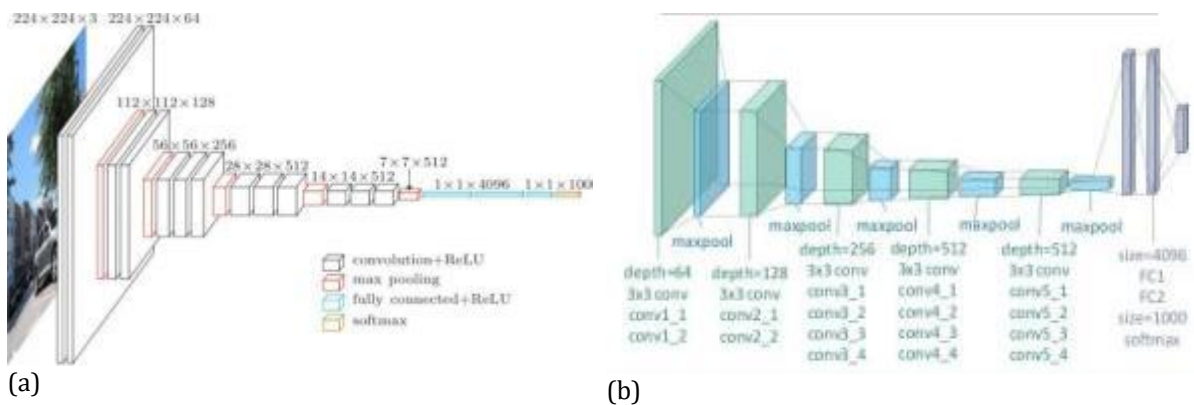 224×224×3 224×224×64
112×112×128
56×56×256
28×28×512
14×14×512
7×7×512
1×1×4096 1×1×1000
convolution+ReLU
max pooling
fully connected+ReLU
softmax
(a)
maxpool
maxpool
maxpool
maxpool
maxpool
depth=64
3x3 conv
conv1_1
conv1_2
depth=128
3x3 conv
conv2_1
conv2_2
depth=256
3x3 conv
conv3_1
conv3_2
conv3_3
conv3_4
depth=512
3x3 conv
conv4_1
conv4_2
conv4_3
conv4_4
depth=512
3x3 conv
conv5_1
conv5_2
conv5_3
conv5_4
size=4096
FC1
FC2
size=1000
softmax
(b)